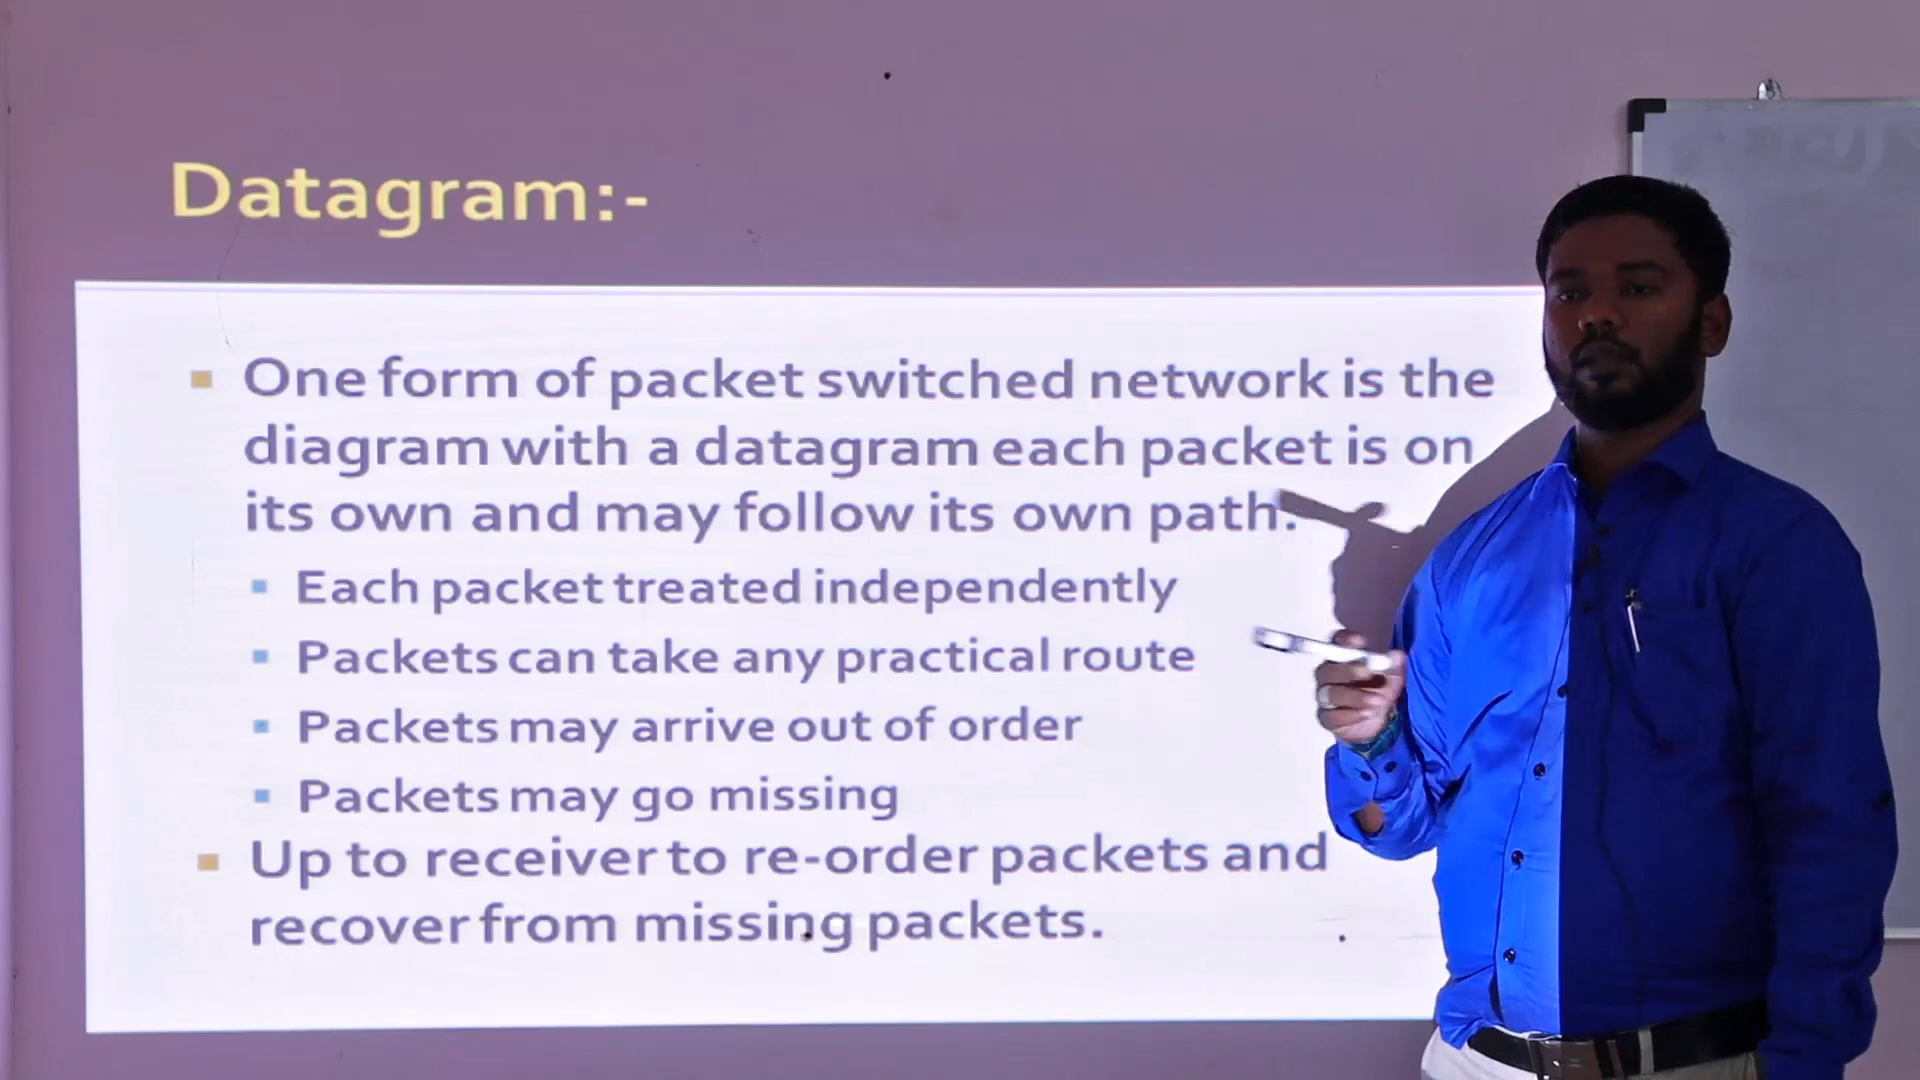 Datagram:-
One form of packet switched network is the
diagram with a datagram each packet is on
its own and may follow its own path.
Each packet treated independently
Packets can take any practical route
Packets may arrive out of order
Packets may go missing
Up to receiver to re-order packets and
recover from missing packets.